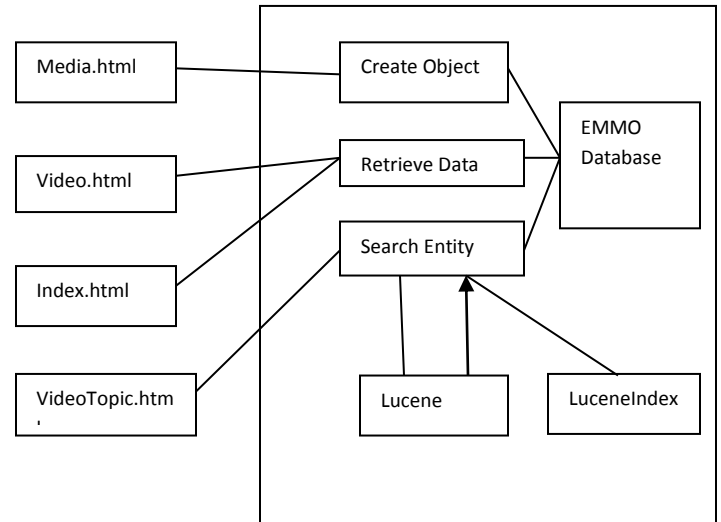 Media.html
Create Object
EMMO
Database
Video.html
Retrieve Data
Search Entity
Index.html
VideoTopic.htm
Lucene
LuceneIndex